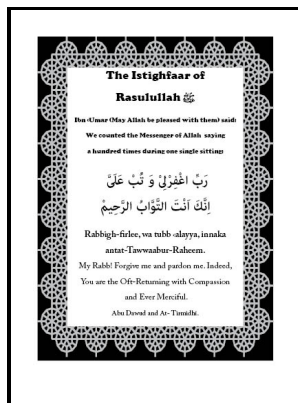 The Istighfaar of
Rasulullah ﷺ
Ibn ‹Umar (May Allah be pleased with them) said:
We counted the Messenger of Allah saying
a hundred times during one single sitting:
رَبِّ اغْفِرْلِيْ وَ تُبْ عَلَيَّ
اِنَّكَ اَنْتَ التَّوَّابُ الرَّحِيْمُ
Rabbigh-firlee, wa tubb ‹alayya, innaka
antat-Tawwaabur-Raheem.
My Rabb! Forgive me and pardon me. Indeed,
You are the Oft-Returning with Compassion
and Ever Merciful.
Abu Dawud and At- Tirmidhi.